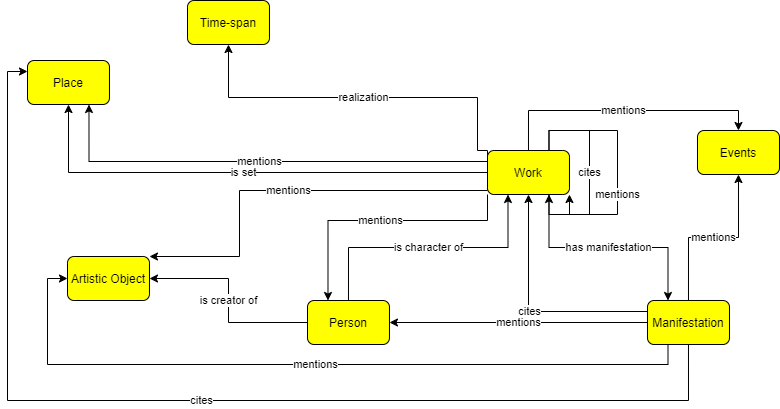 Time-span
Place
realization
mentions
Events
mentions
is set
Work
cites
mentions
mentions
mentions
is character of
has manifestation
mentions
Artistic Object
is creator of
cites
Person
mentions
Manifestation
mentions
cites